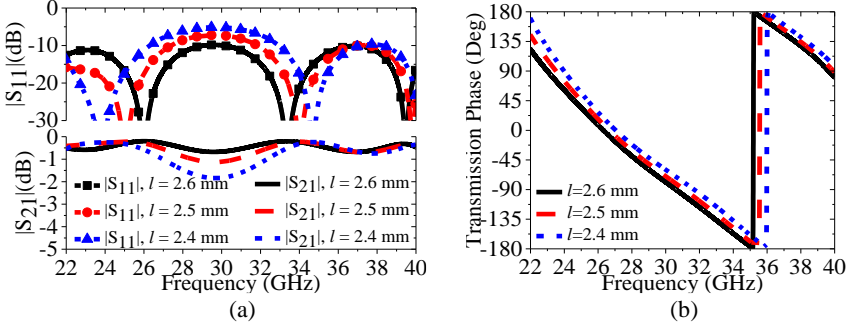 |S11|(dB)
0
-10
-20
-30
|S21|(dB)
0
-1
-2
-3
-4
-5
|S11|, l = 2.6 mm
|S11|, l = 2.5 mm
|S11|, l = 2.4 mm
|S21|, l = 2.6 mm
|S21|, l = 2.5 mm
|S21|, l = 2.4 mm
22 24 26 28 30 32 34 36 38 40
Frequency (GHz)
(a)
Transmission Phase (Deg)
180
135
90
45
0
-45
-90
-135
-180
l=2.6 mm
l=2.5 mm
l=2.4 mm
22 24 26 28 30 32 34 36 38 40
Frequency (GHz)
(b)